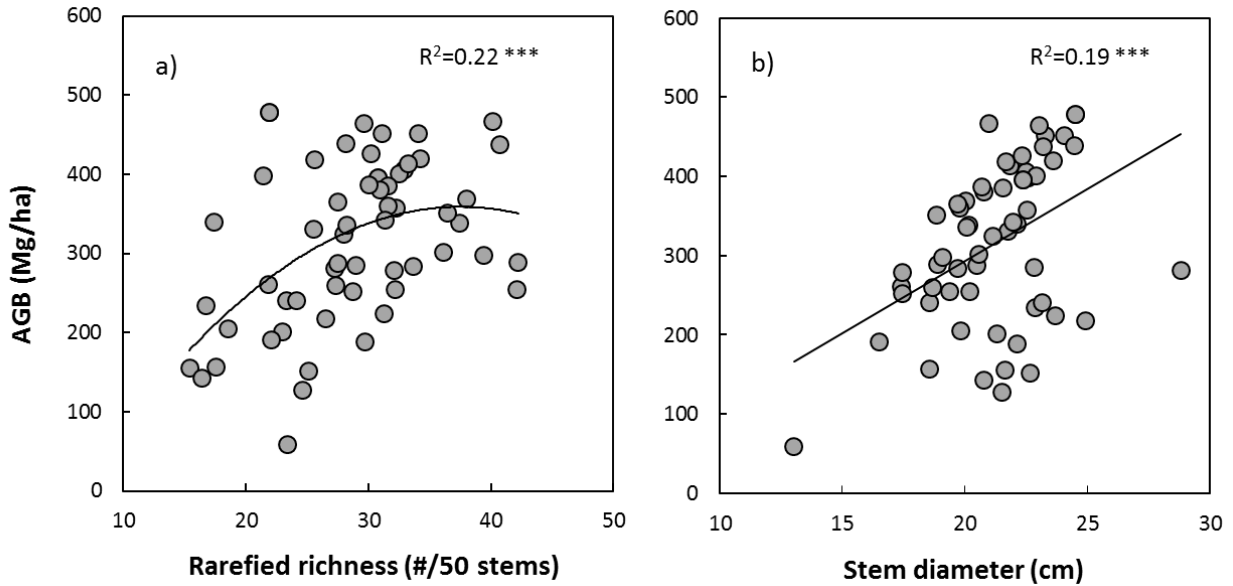 a)
R²=0.22 ***
600
500
400
300
200
100
0
AGB (Mg/ha)
10 20 30 40 50
Rarefied richness (#/50 stems)
b)
R²=0.19 ***
600
500
400
300
200
100
0
10 15 20 25 30
Stem diameter (cm)